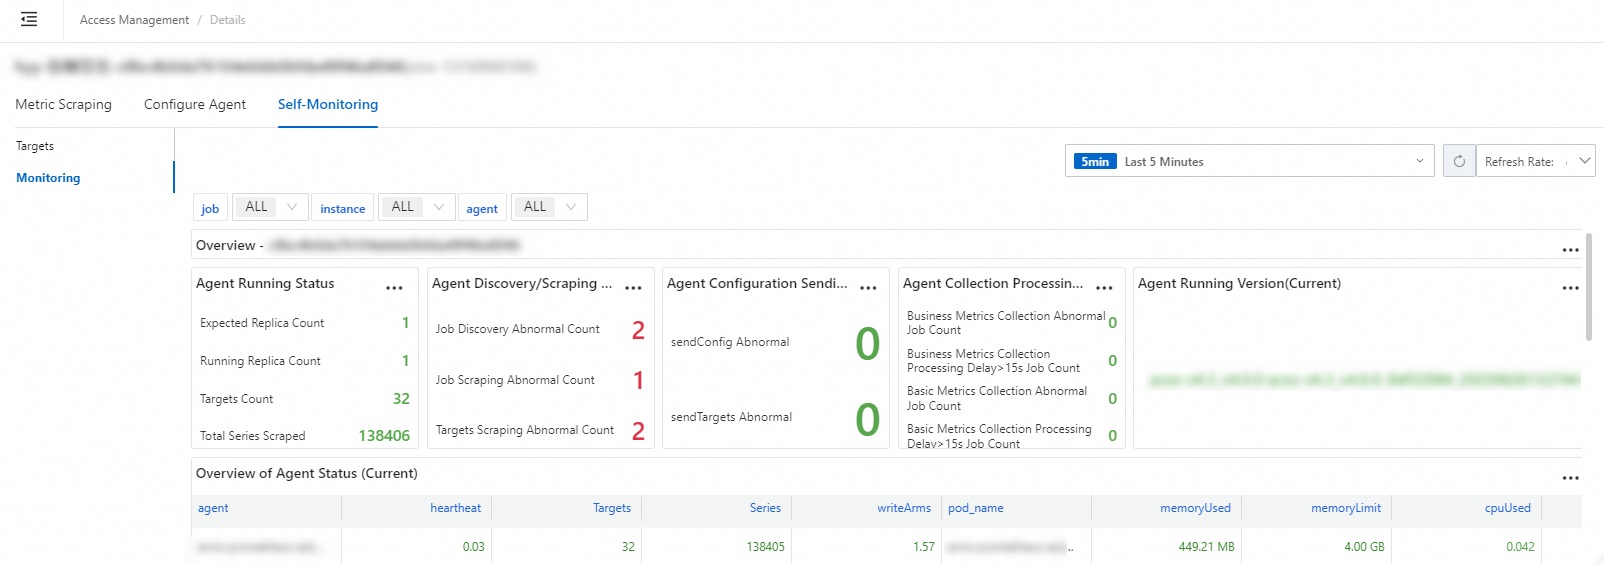 Access Management / Details
Metric Scraping Configure Agent Self-Monitoring
Targets
Monitoring
5min Last 5 Minutes
Refresh Rate:
job ALL instance ALL agent ALL
Overview -
Agent Running Status
Expected Replica Count 1
Running Replica Count 1
Targets Count 32
Total Series Scraped 138406
Agent Discovery/Scraping ...
Job Discovery Abnormal Count 2
Job Scraping Abnormal Count 1
Targets Scraping Abnormal Count 2
Agent Configuration Sendi...
sendConfig Abnormal 0
sendTargets Abnormal 0
Agent Collection Processin...
Business Metrics Collection Abnormal
Job Count 0
Business Metrics Collection
Processing Delay>15s Job Count 0
Basic Metrics Collection Abnormal
Job Count 0
Basic Metrics Collection Processing
Delay>15s Job Count 0
Agent Running Version(Current)
Overview of Agent Status (Current)
agent heartheat Targets Series writeArms pod_name memoryUsed memoryLimit cpuUsed
0.03 32 138405 1.57 449.21 MB 4.00 GB 0.042